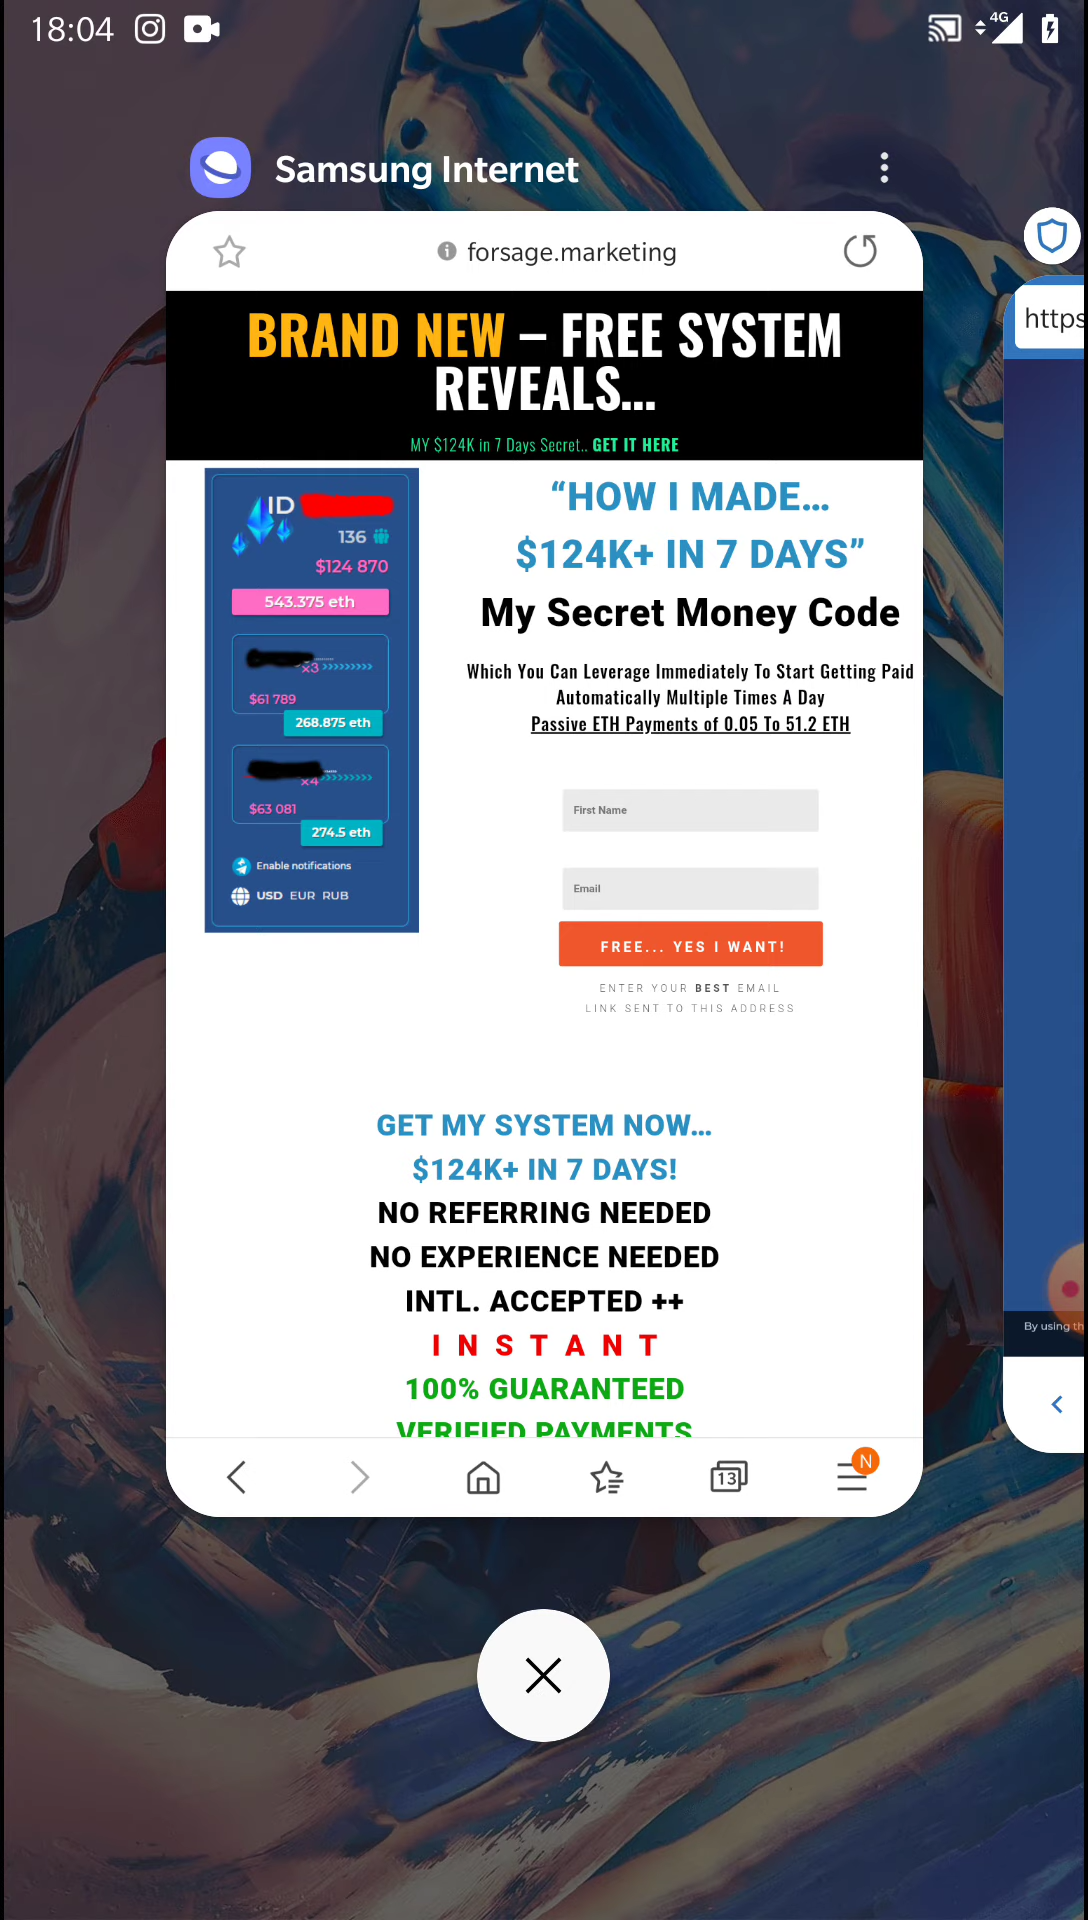 18:04
4G
Samsung Internet
forsage.marketing
https
BRAND NEW – FREE SYSTEM
REVEALS...
MY $124K in 7 Days Secret.. GET IT HERE
ID
136
$124 870
543.375 eth
x3 »»»»»
$61 789
268.875 eth
x4 »»»»»
$63 081
274.5 eth
Enable notifications
USD EUR RUB
“HOW I MADE...
$124K+ IN 7 DAYS”
My Secret Money Code
Which You Can Leverage Immediately To Start Getting Paid
Automatically Multiple Times A Day
Passive ETH Payments of 0.05 To 51.2 ETH
First Name
Email
FREE... YES I WANT!
ENTER YOUR BEST EMAIL
LINK SENT TO THIS ADDRESS
GET MY SYSTEM NOW...
$124K+ IN 7 DAYS!
NO REFERRING NEEDED
NO EXPERIENCE NEEDED
INTL. ACCEPTED ++
I N S T A N T
100% GUARANTEED
VERIFIED PAYMENTS
By using th
13
N